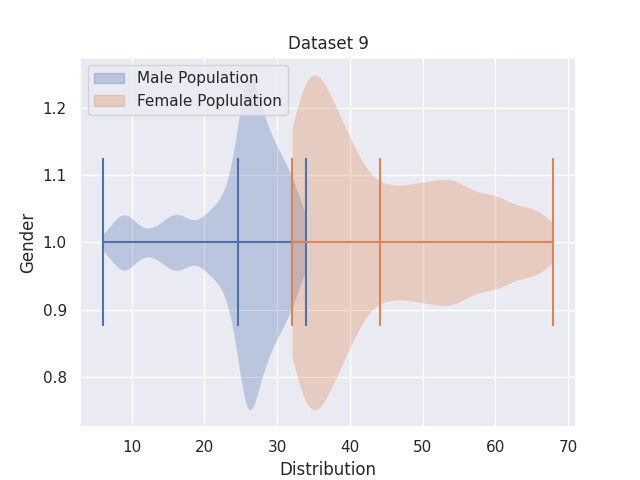 Dataset 9
Male Population
Female Poplulation
1.2
1.1
1.0
0.9
0.8
Gender
10 20 30 40 50 60 70
Distribution